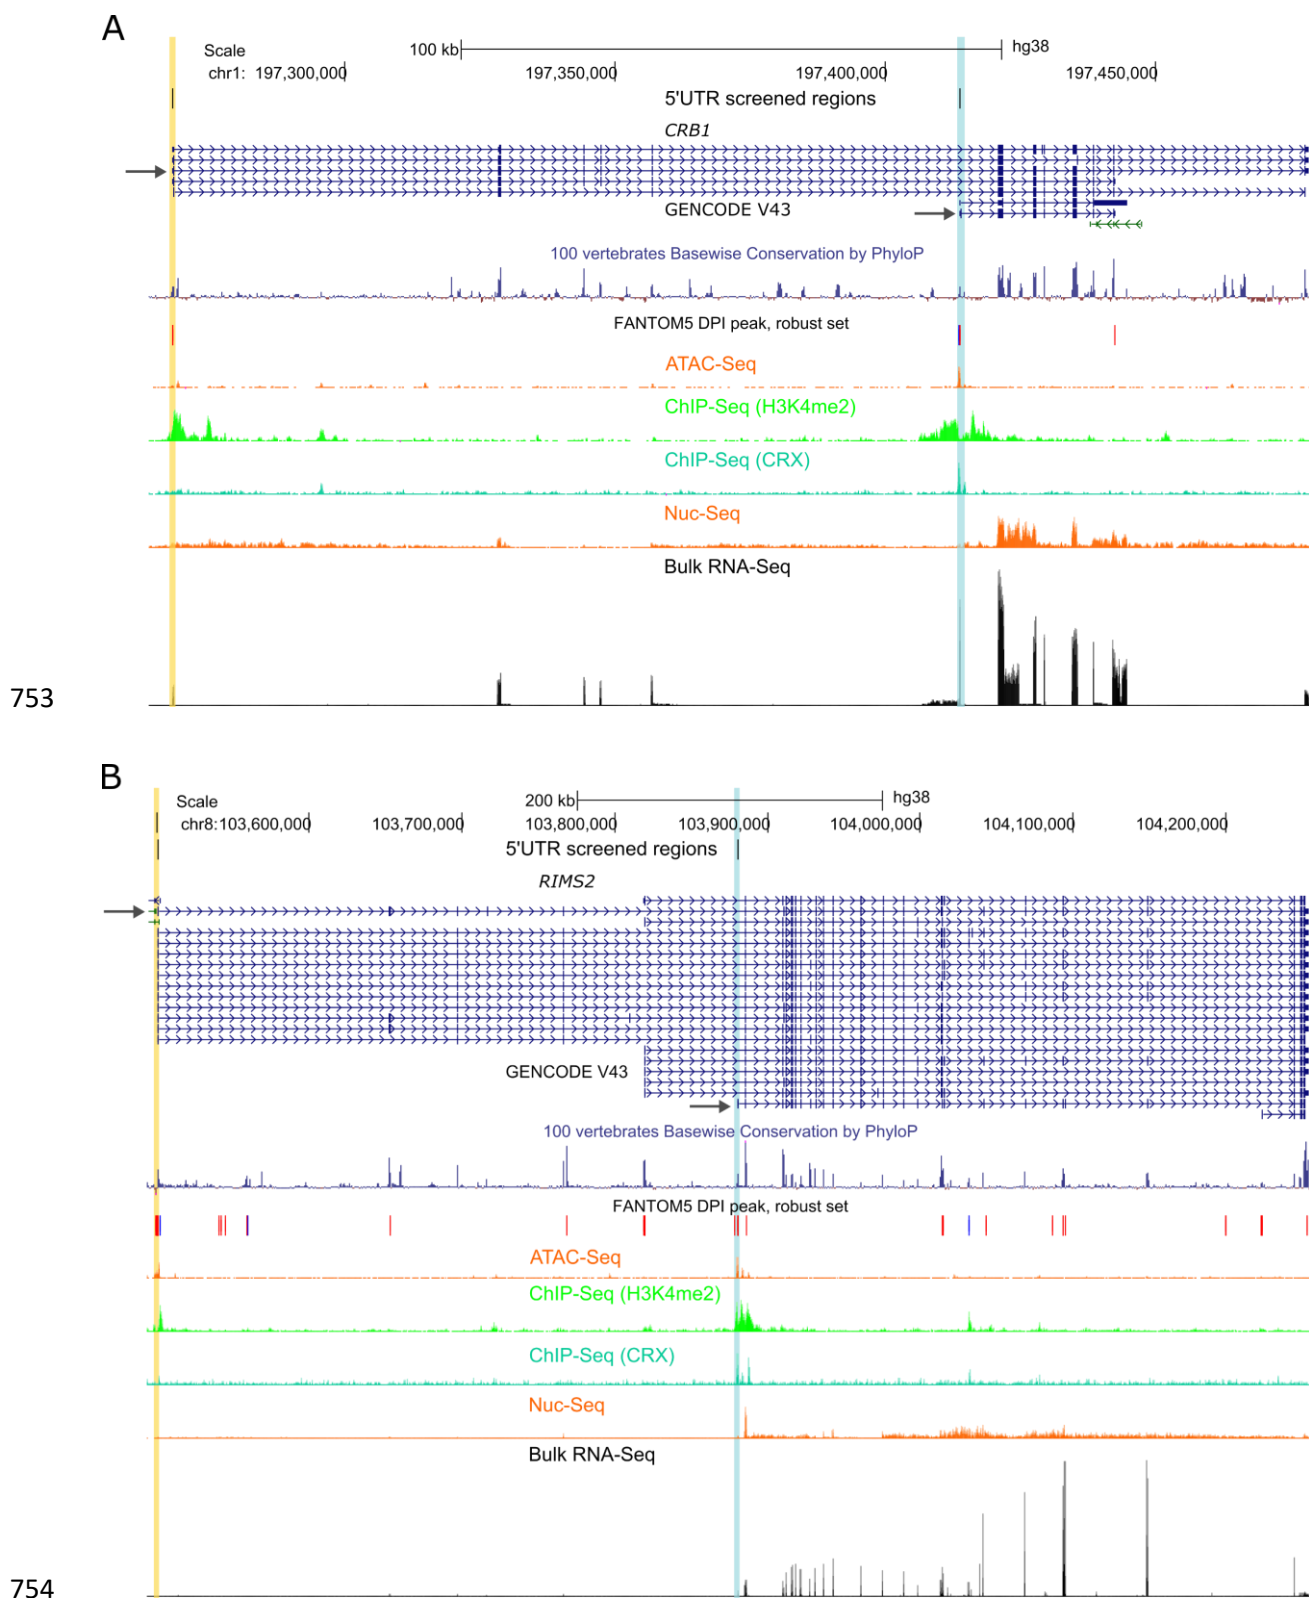 A
Scale 100 kb hg38
chr1: 197,300,000 197,350,000 197,400,000 197,450,000
5'UTR screened regions
CRB1
GENCODE V43
100 vertebrates Basewise Conservation by PhyloP
FANTOM5 DPI peak, robust set
ATAC-Seq
ChIP-Seq (H3K4me2)
ChIP-Seq (CRX)
Nuc-Seq
Bulk RNA-Seq
753
B
Scale 200 kb hg38
chr8:103,600,000 103,700,000 103,800,000 103,900,000 104,000,000 104,100,000 104,200,000
5'UTR screened regions
RIMS2
GENCODE V43
100 vertebrates Basewise Conservation by PhyloP
FANTOM5 DPI peak, robust set
ATAC-Seq
ChIP-Seq (H3K4me2)
ChIP-Seq (CRX)
Nuc-Seq
Bulk RNA-Seq
754